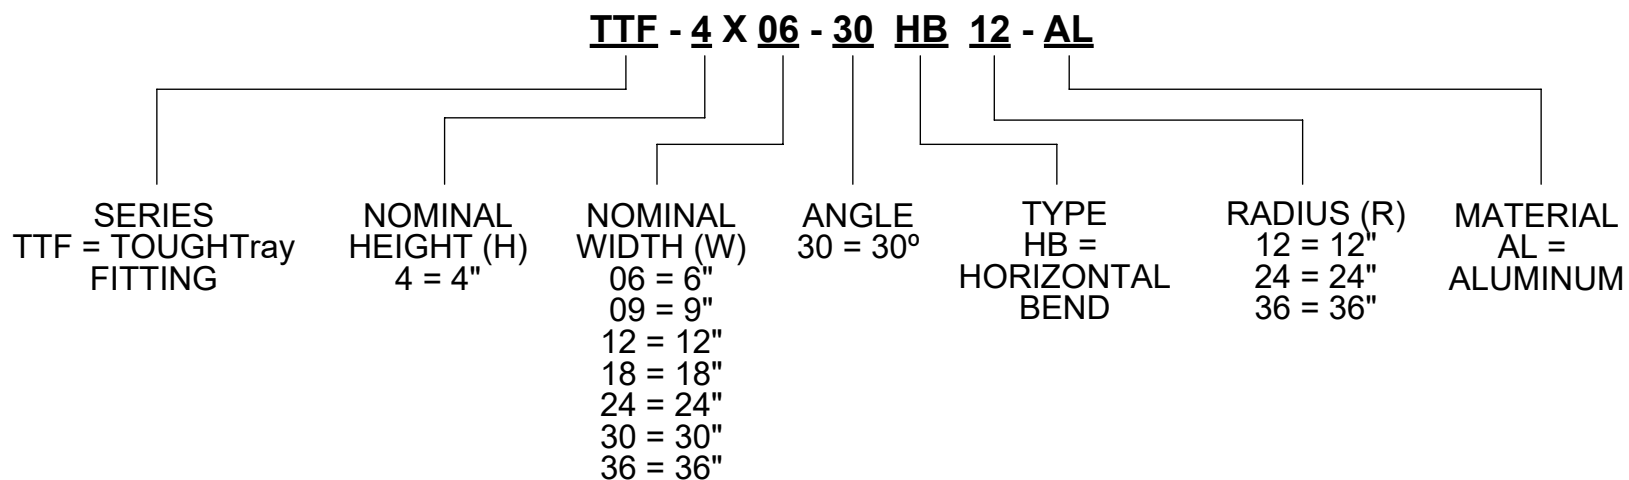 TTF - 4 X 06 - 30 HB 12 - AL
SERIES
TTF = TOUGHTray
FITTING
NOMINAL
HEIGHT (H)
4 = 4"
NOMINAL
WIDTH (W)
06 = 6"
09 = 9"
12 = 12"
18 = 18"
24 = 24"
30 = 30"
36 = 36"
ANGLE
30 = 30º
TYPE
HB =
HORIZONTAL
BEND
RADIUS (R)
12 = 12"
24 = 24"
36 = 36"
MATERIAL
AL =
ALUMINUM